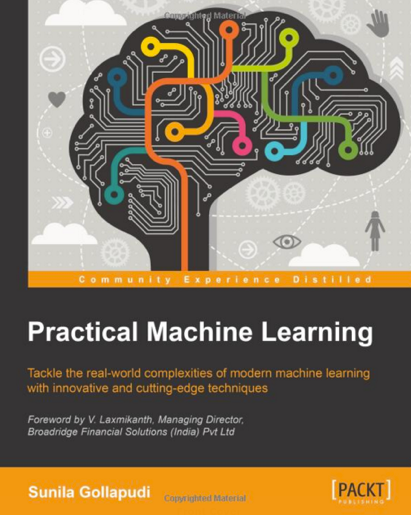 Copyrighted Material
Community Experience Distilled
Practical Machine Learning
Tackle the real-world complexities of modern machine learning
with innovative and cutting-edge techniques
Foreword by V. Laxmikanth, Managing Director,
Broadridge Financial Solutions (India) Pvt Ltd
Sunila Gollapudi
Copyrighted Material
[PACKT]
PUBLISHING